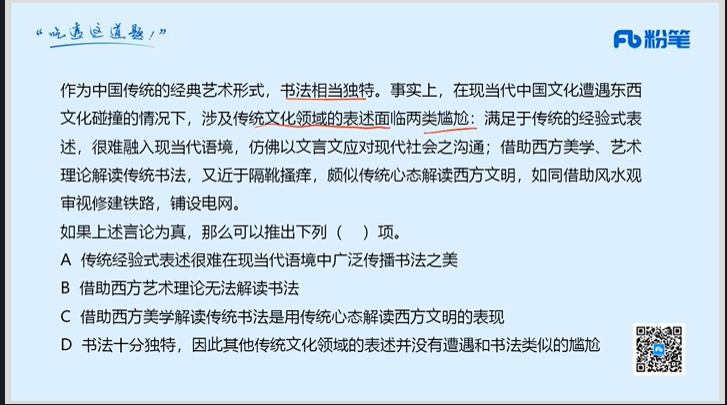 “吃透这道题！”
粉笔
作为中国传统的经典艺术形式，书法相当独特。事实上，在现当代中国文化遭遇东西
文化碰撞的情况下，涉及传统文化领域的表述面临两类尴尬：满足于传统的经验式表
述，很难融入现当代语境，仿佛以文言文应对现代社会之沟通；借助西方美学、艺术
理论解读传统书法，又近于隔靴搔痒，颇似传统心态解读西方文明，如同借助风水观
审视修建铁路，铺设电网。
如果上述言论为真，那么可以推出下列（ ）项。
A 传统经验式表述很难在现当代语境中广泛传播书法之美
B 借助西方艺术理论无法解读书法
C 借助西方美学解读传统书法是用传统心态解读西方文明的表现
D 书法十分独特，因此其他传统文化领域的表述并没有遭遇和书法类似的尴尬